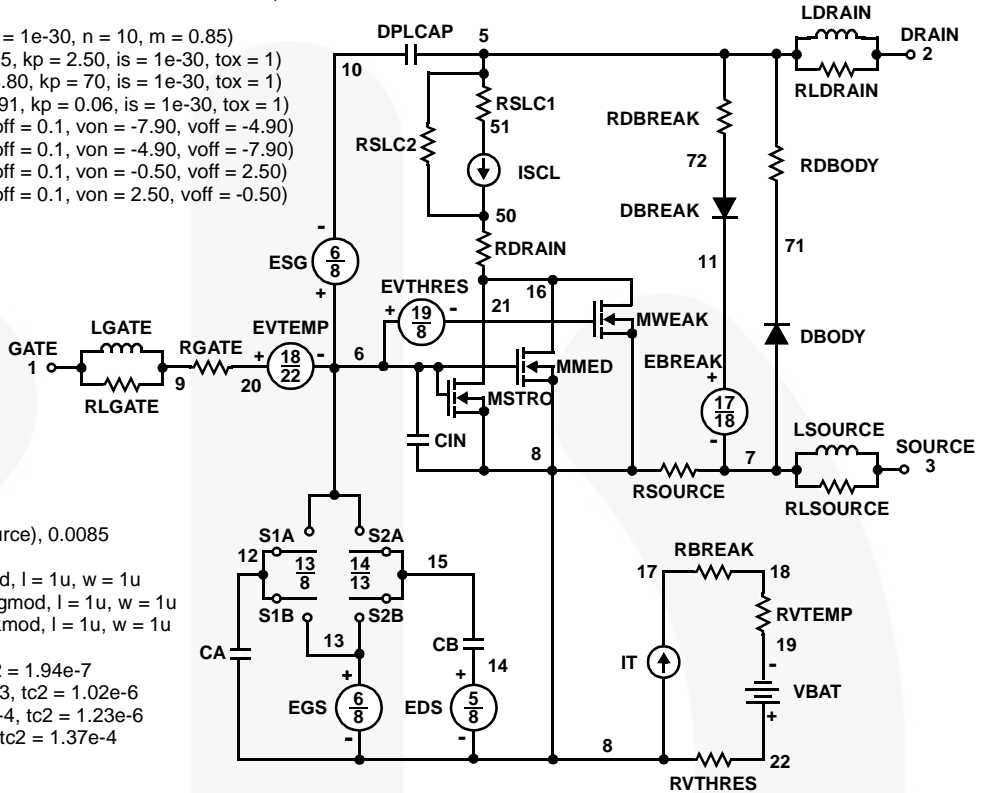 = 1e-30, n = 10, m = 0.85)
5, kp = 2.50, is = 1e-30, tox = 1)
.80, kp = 70, is = 1e-30, tox = 1)
91, kp = 0.06, is = 1e-30, tox = 1)
off = 0.1, von = -7.90, voff = -4.90)
off = 0.1, von = -4.90, voff = -7.90)
off = 0.1, von = -0.50, voff = 2.50)
off = 0.1, von = 2.50, voff = -0.50)
LDRAIN
DPLCAP 5 DRAIN
2
10 RLDRAIN
RSLC1
51
RSLC2
ISCL
RDBREAK
72
RDBODY
DBREAK
50
RDRAIN
71
11
ESG 6/8
- +
EVTHRES
+ 19/8 -
16
21
MWEAK
LGATE
GATE
1
RLGATE
9
RGATE
20
EVTEMP
+ 18/22 -
6
MMED
MSTRO
DBODY
EBREAK
+
17/18
-
CIN
8
RSOURCE
7
LSOURCE
SOURCE
3
RLSOURCE
urce), 0.0085
d, l = 1u, w = 1u
gmod, l = 1u, w = 1u
kmod, l = 1u, w = 1u
2 = 1.94e-7
3, tc2 = 1.02e-6
-4, tc2 = 1.23e-6
tc2 = 1.37e-4
S1A S2A
12
13/8
14/13
15
S1B S2B
13
CA
CB
14
+ +
EGS 6/8
EDS 5/8
- -
8
RBREAK
17 18
RVTEMP
19
IT
-
VBAT
+
22
RVTHRES